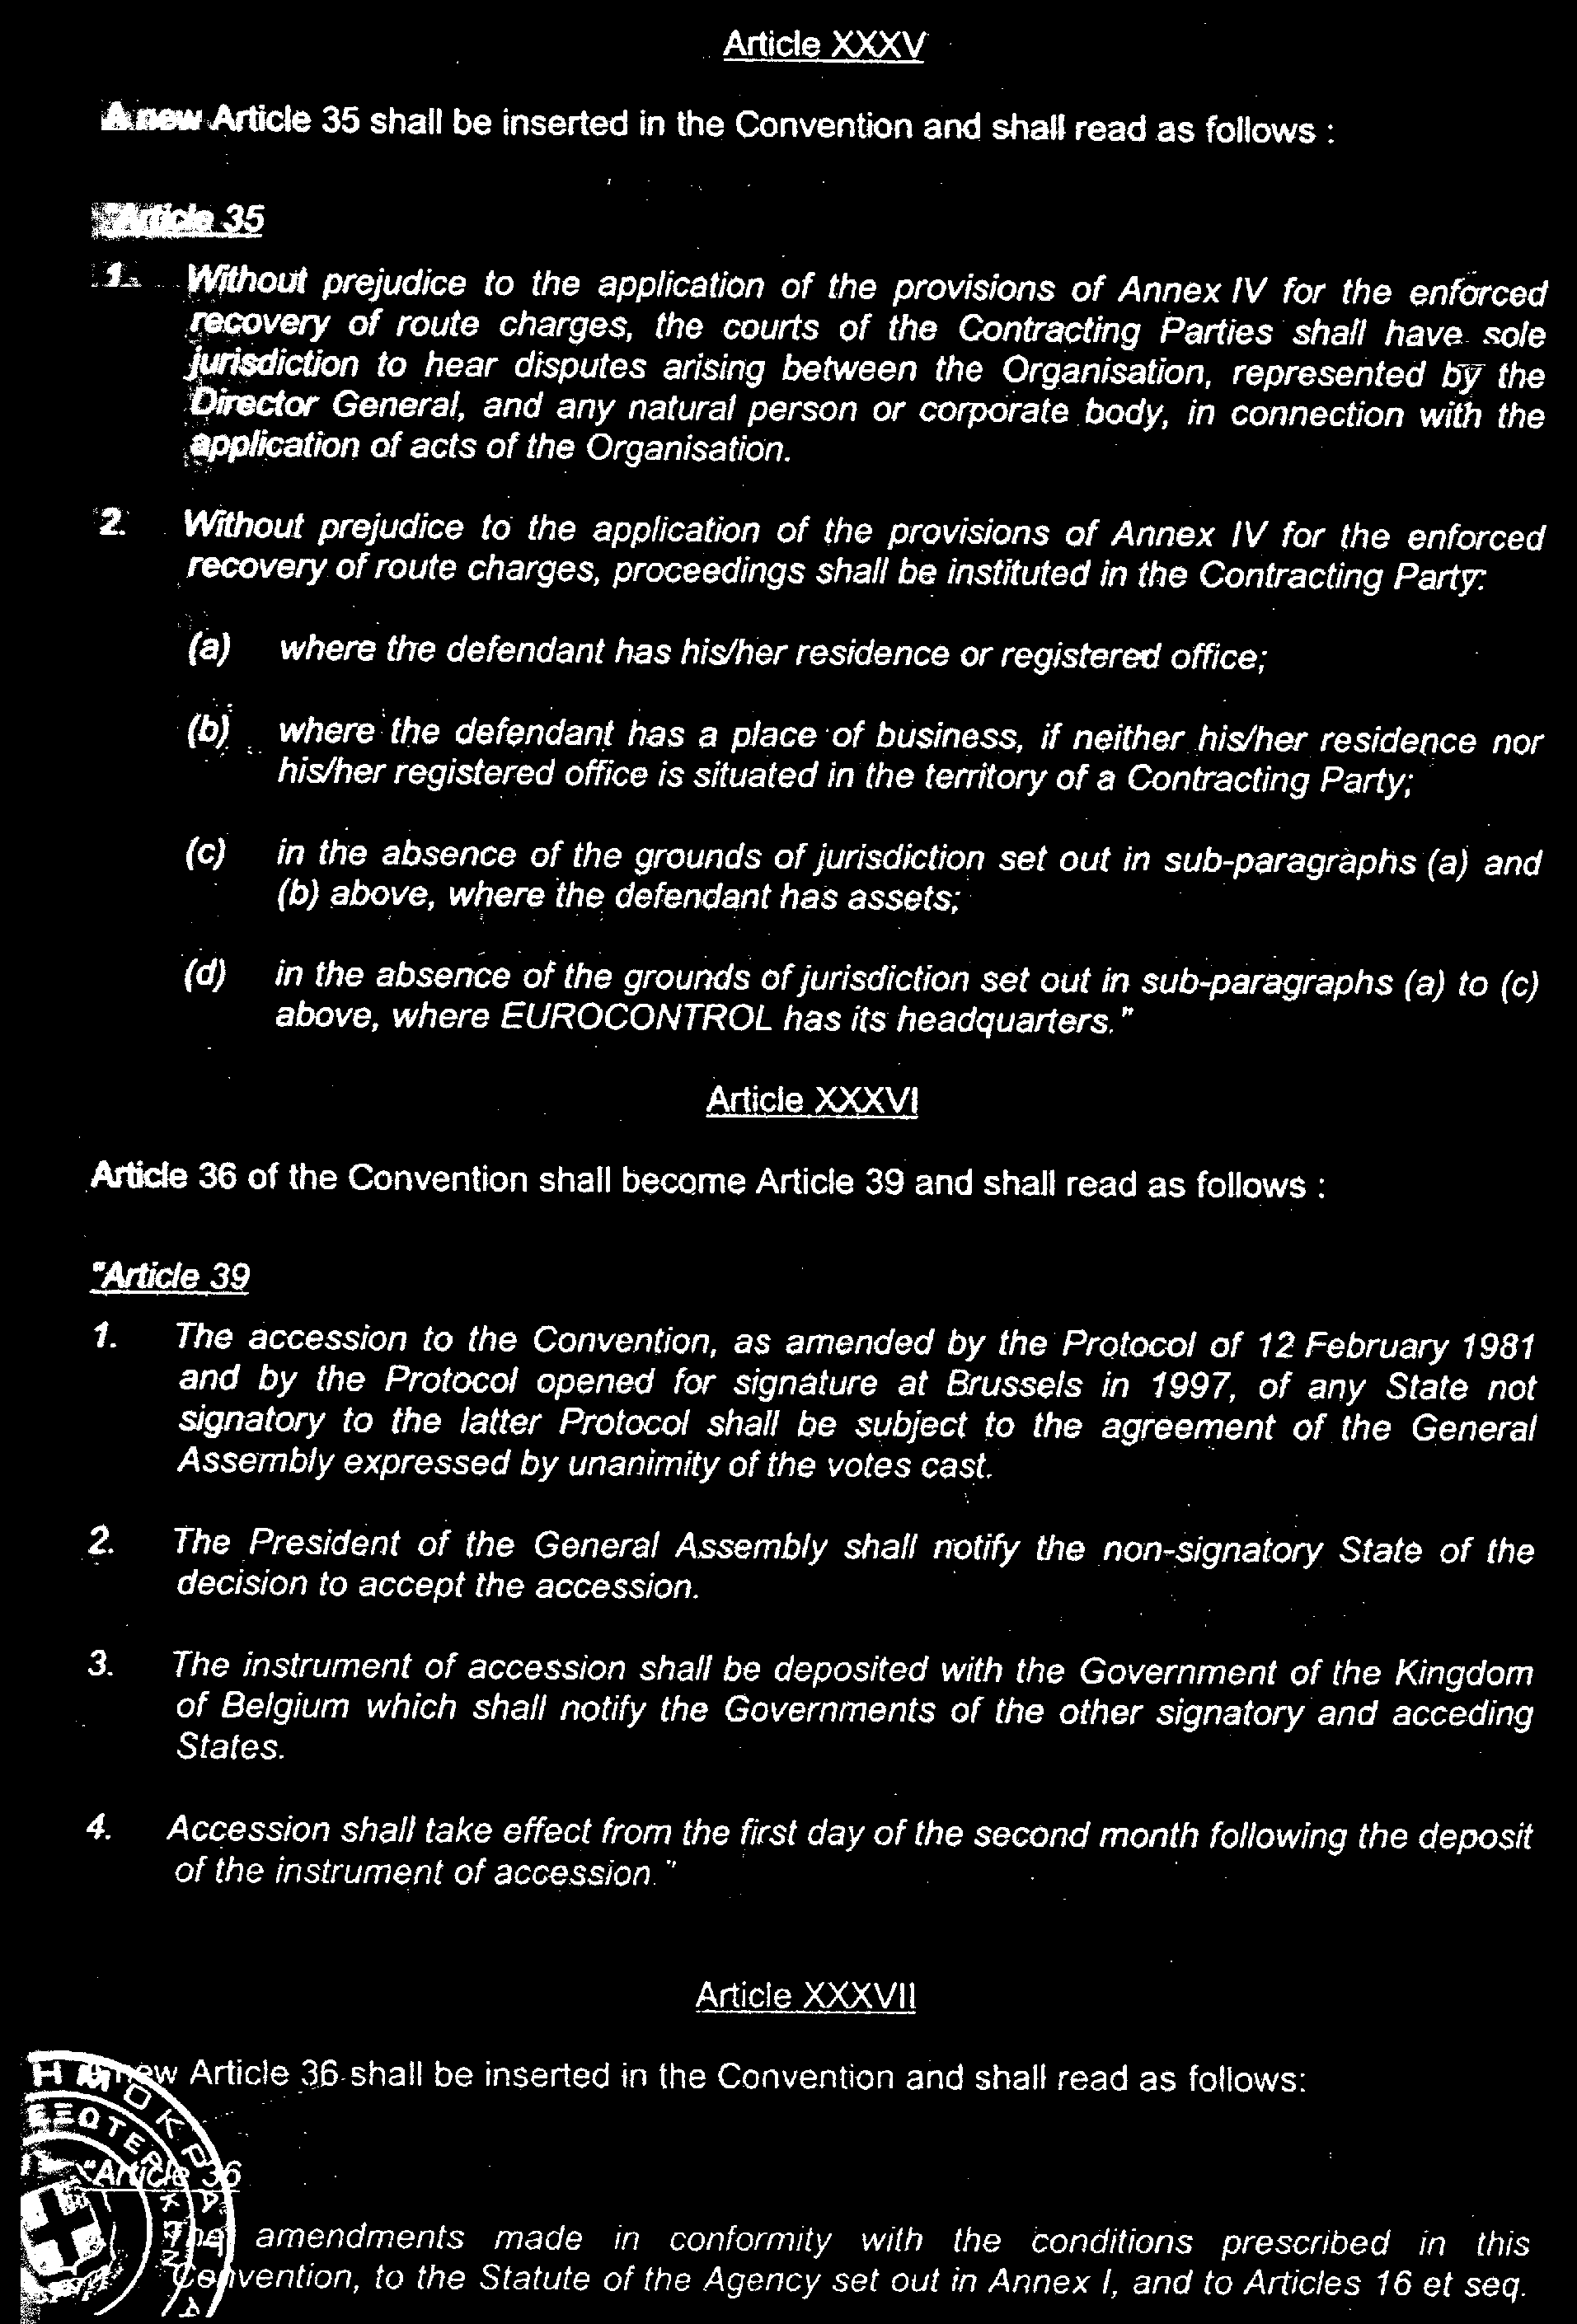 Article XXXV
A new Article 35 shall be inserted in the Convention and shall read as follows :
"Article 35
1. Without prejudice to the application of the provisions of Annex IV for the enforced
recovery of route charges, the courts of the Contracting Parties shall have sole
jurisdiction to hear disputes arising between the Organisation, represented by the
Director General, and any natural person or corporate body, in connection with the
application of acts of the Organisation.
2. Without prejudice to the application of the provisions of Annex IV for the enforced
recovery of route charges, proceedings shall be instituted in the Contracting Party:
(a) where the defendant has his/her residence or registered office;
(b) where the defendant has a place of business, if neither his/her residence nor
his/her registered office is situated in the territory of a Contracting Party;
(c) in the absence of the grounds of jurisdiction set out in sub-paragraphs (a) and
(b) above, where the defendant has assets;
(d) in the absence of the grounds of jurisdiction set out in sub-paragraphs (a) to (c)
above, where EUROCONTROL has its headquarters."
Article XXXVI
Article 36 of the Convention shall become Article 39 and shall read as follows :
"Article 39
1. The accession to the Convention, as amended by the Protocol of 12 February 1981
and by the Protocol opened for signature at Brussels in 1997, of any State not
signatory to the latter Protocol shall be subject to the agreement of the General
Assembly expressed by unanimity of the votes cast.
2. The President of the General Assembly shall notify the non-signatory State of the
decision to accept the accession.
3. The instrument of accession shall be deposited with the Government of the Kingdom
of Belgium which shall notify the Governments of the other signatory and acceding
States.
4. Accession shall take effect from the first day of the second month following the deposit
of the instrument of accession."
Article XXXVII
new Article 36 shall be inserted in the Convention and shall read as follows:
"Article 36
The amendments made in conformity with the conditions prescribed in this
Convention, to the Statute of the Agency set out in Annex I, and to Articles 16 et seq.